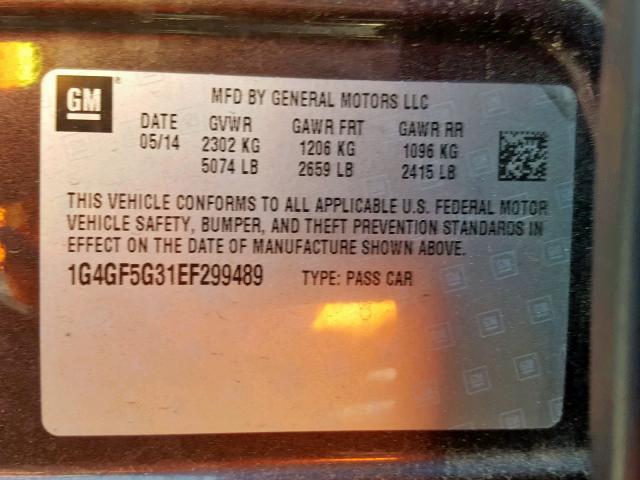 GM ®
MFD BY GENERAL MOTORS LLC
DATE GVWR GAWR FRT GAWR RR
05/14 2302 KG 1206 KG 1096 KG
5074 LB 2659 LB 2415 LB
THIS VEHICLE CONFORMS TO ALL APPLICABLE U.S. FEDERAL MOTOR
VEHICLE SAFETY, BUMPER, AND THEFT PREVENTION STANDARDS IN
EFFECT ON THE DATE OF MANUFACTURE SHOWN ABOVE.
1G4GF5G31EF299489 TYPE: PASS CAR